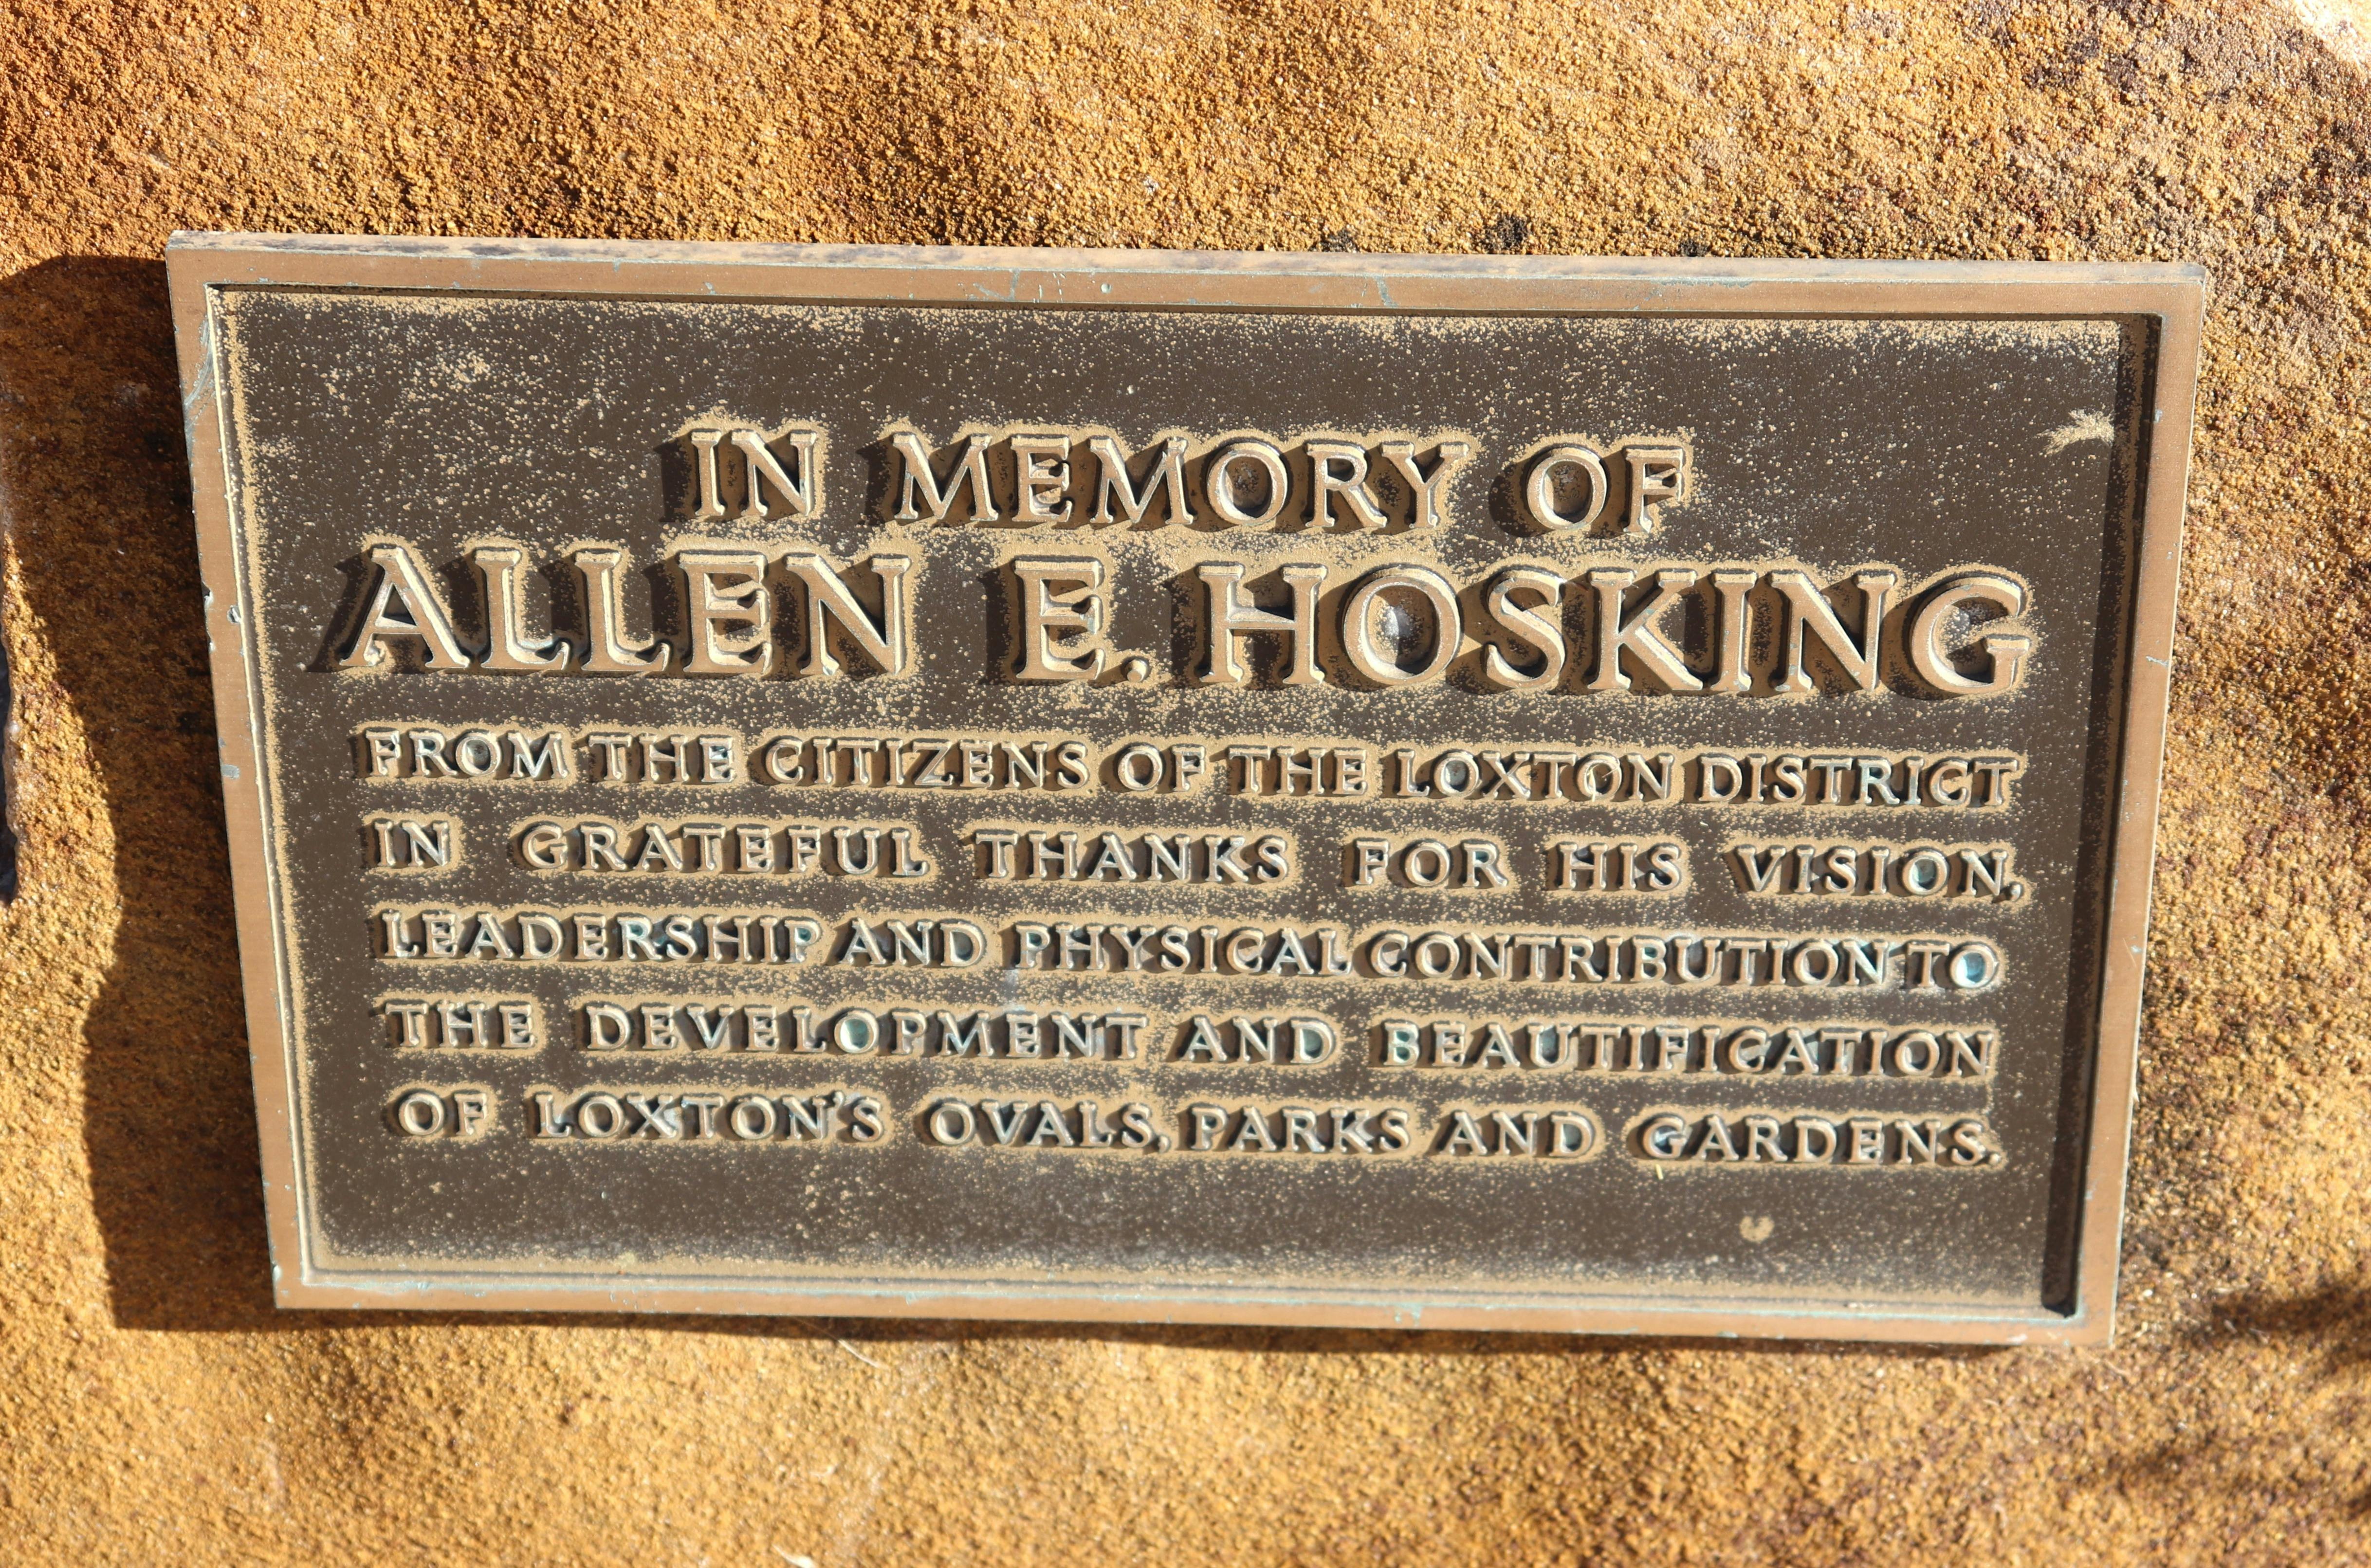 IN MEMORY OF
ALLEN E. HOSKING
FROM THE CITIZENS OF THE LOXTON DISTRICT
IN GRATEFUL THANKS FOR HIS VISION,
LEADERSHIP AND PHYSICAL CONTRIBUTION TO
THE DEVELOPMENT AND BEAUTIFICATION
OF LOXTON'S OVALS, PARKS AND GARDENS.